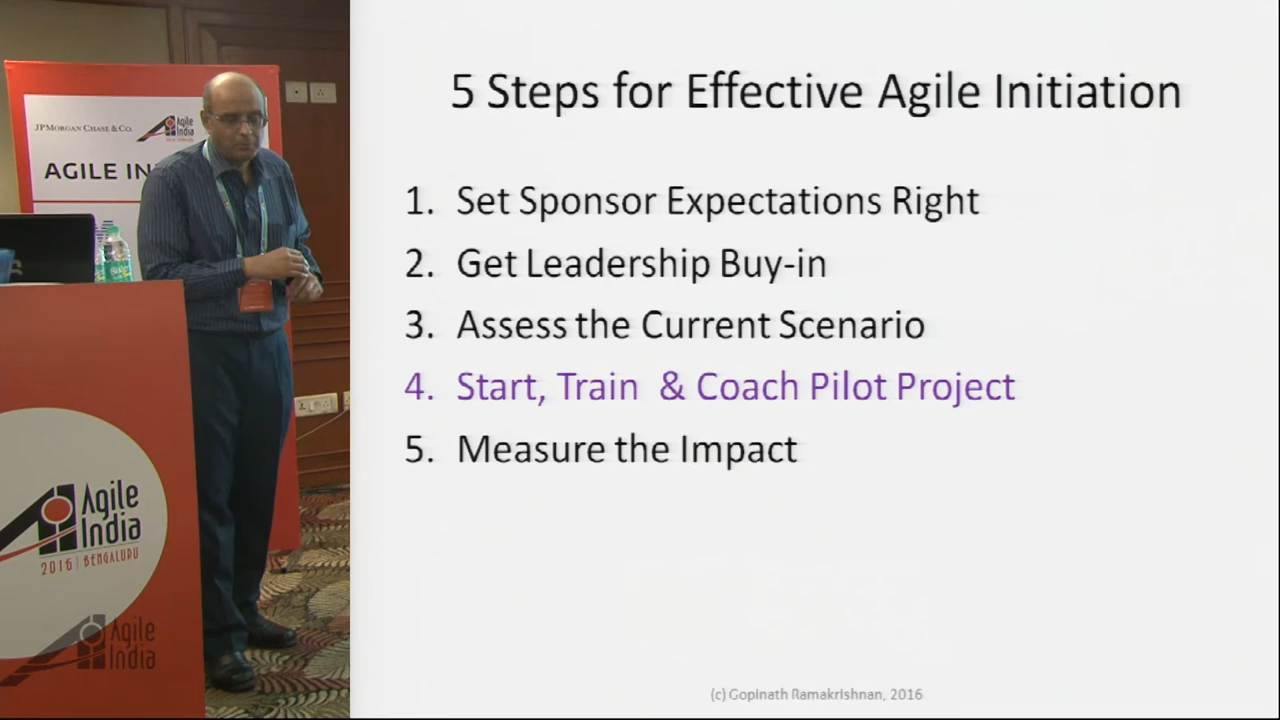 JPMORGAN CHASE & CO.
Agile
India
AGILE IN
Agile
India
2016 | BENGALURU
Agile
India
5 Steps for Effective Agile Initiation
1. Set Sponsor Expectations Right
2. Get Leadership Buy-in
3. Assess the Current Scenario
4. Start, Train & Coach Pilot Project
5. Measure the Impact
(c) Gopinath Ramakrishnan, 2016